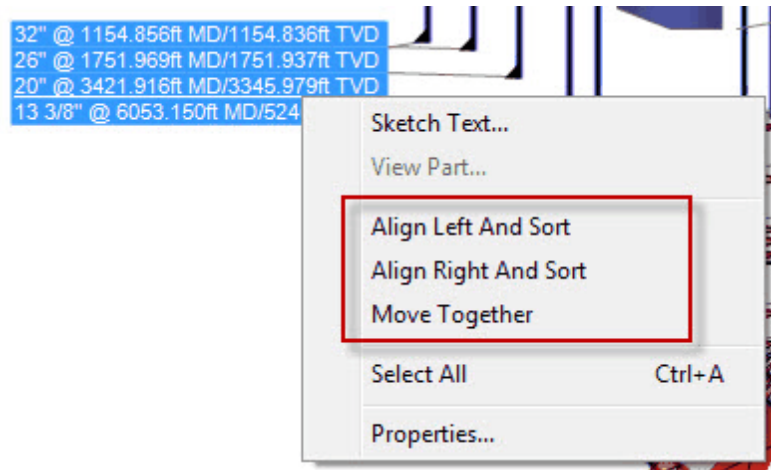 32" @ 1154.856ft MD/1154.836ft TVD
26" @ 1751.969ft MD/1751.937ft TVD
20" @ 3421.916ft MD/3345.979ft TVD
13 3/8" @ 6053.150ft MD/524
Sketch Text...
View Part...
Align Left And Sort
Align Right And Sort
Move Together
Select All Ctrl+A
Properties...